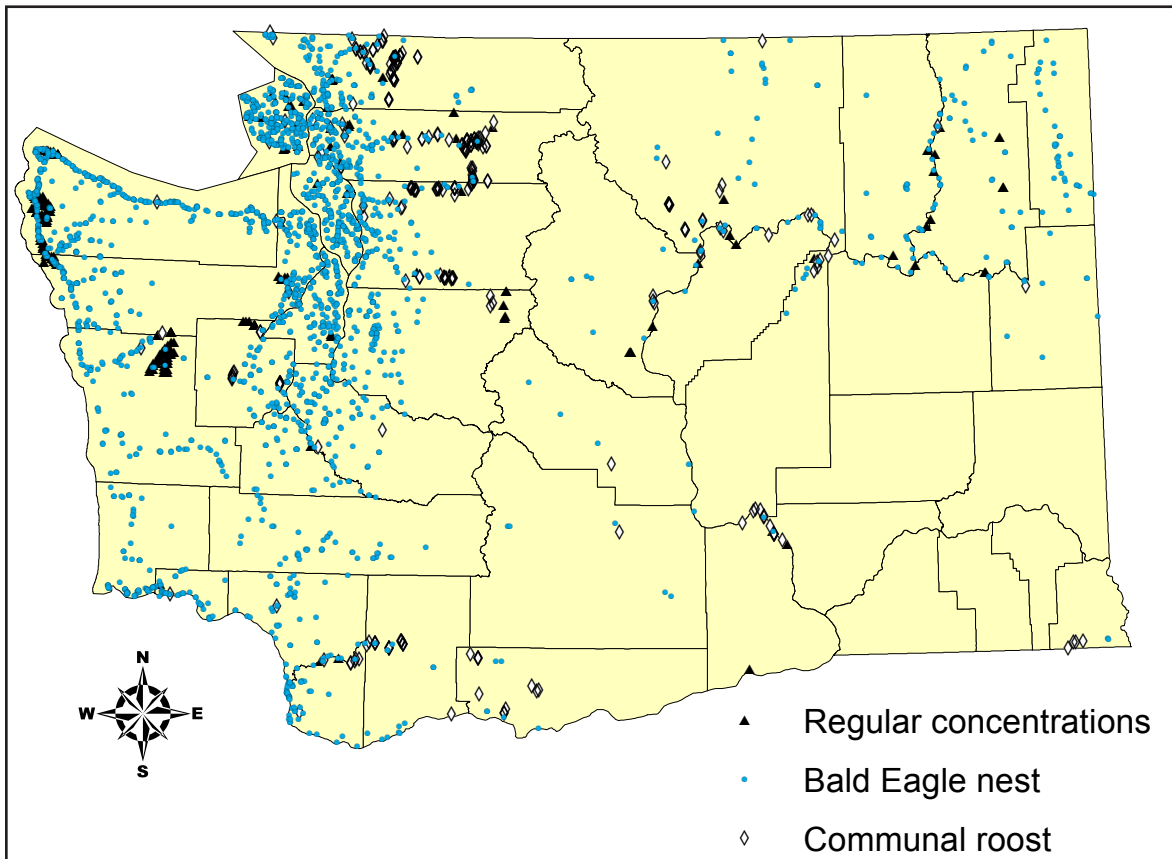 N
W E
S
Regular concentrations
Bald Eagle nest
Communal roost